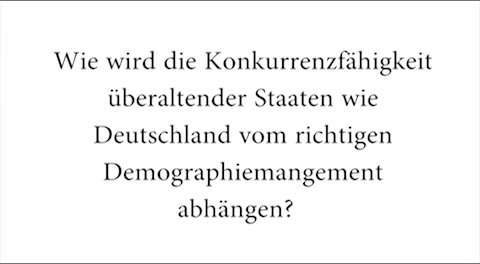 Wie wird die Konkurrenzfähigkeit
überaltender Staaten wie
Deutschland vom richtigen
Demographiemangement
abhängen?